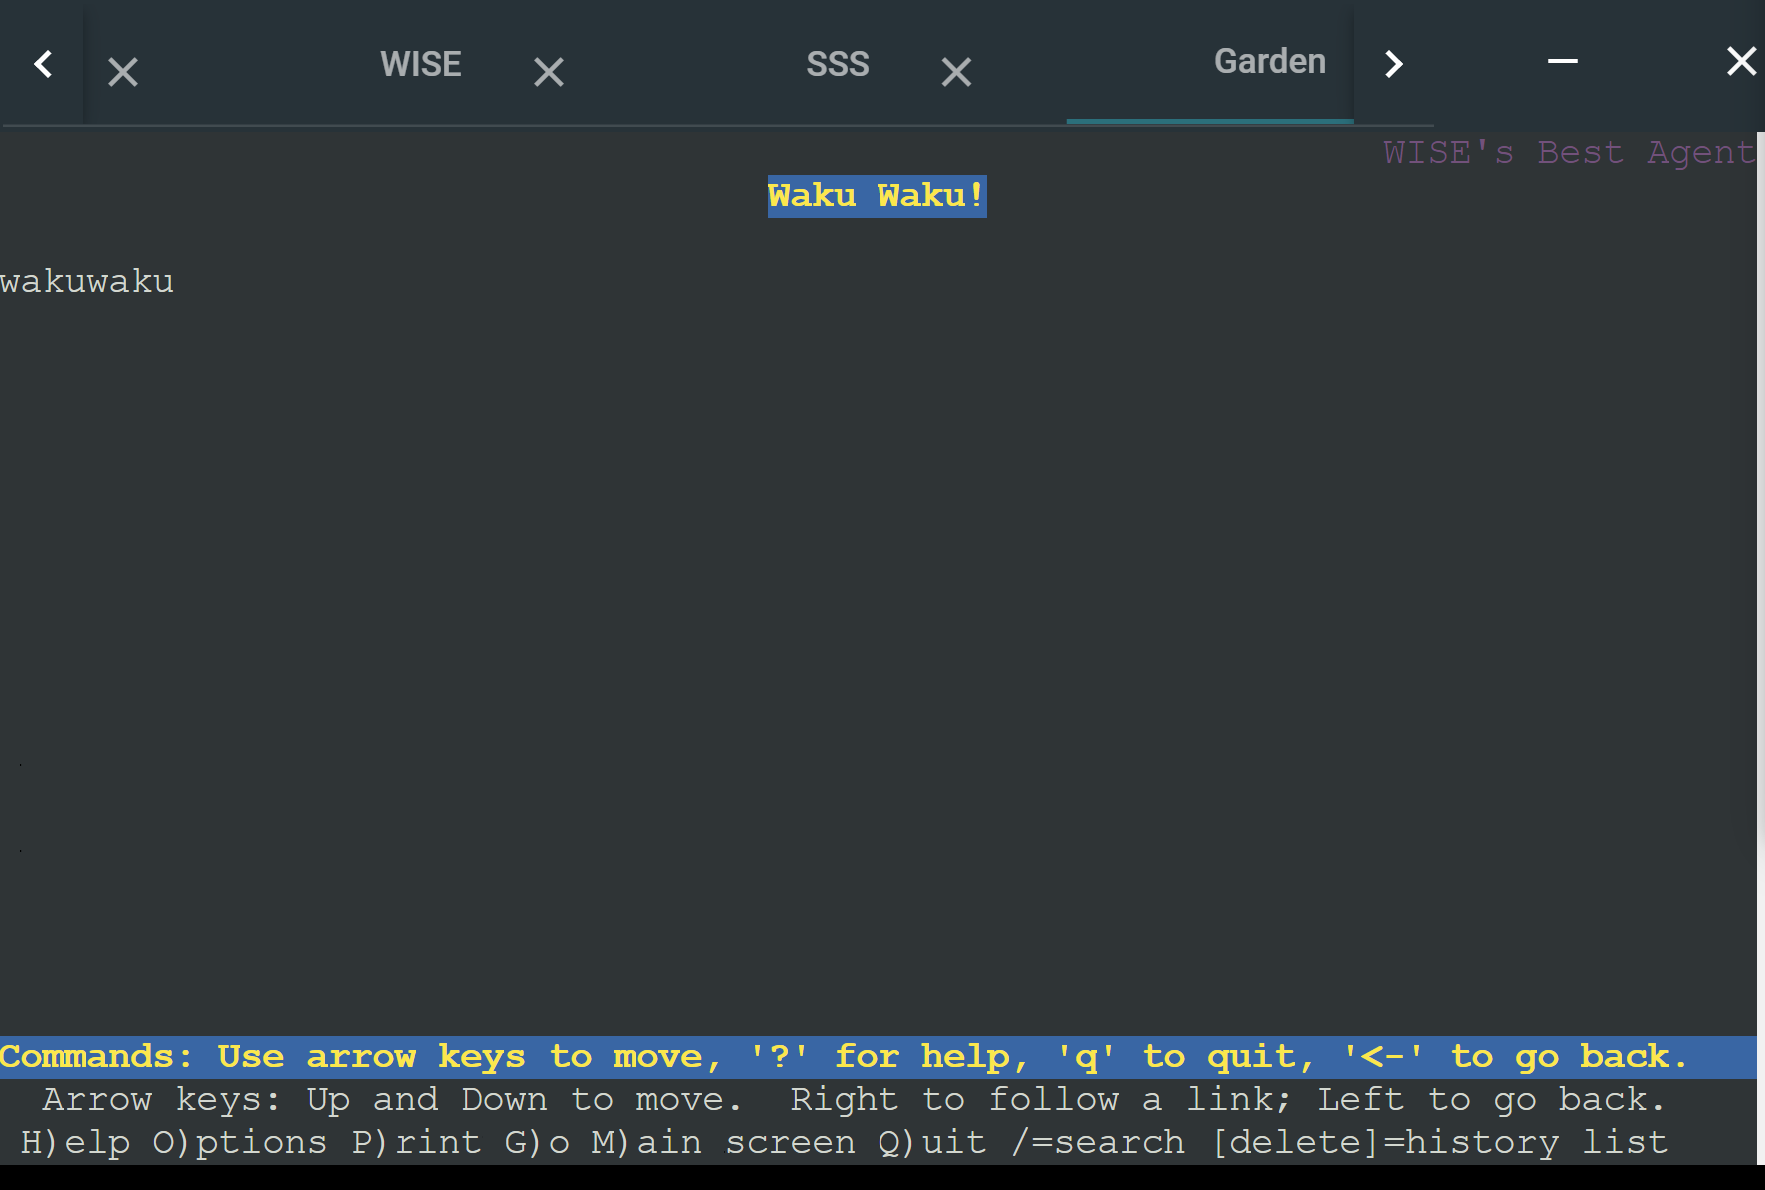 WISE SSS Garden
WISE's Best Agent
Waku Waku!
wakuwaku
Commands: Use arrow keys to move, '?' for help, 'q' to quit, '<-' to go back.
Arrow keys: Up and Down to move.  Right to follow a link; Left to go back.
H)elp O)ptions P)rint G)o M)ain screen Q)uit /=search [delete]=history list